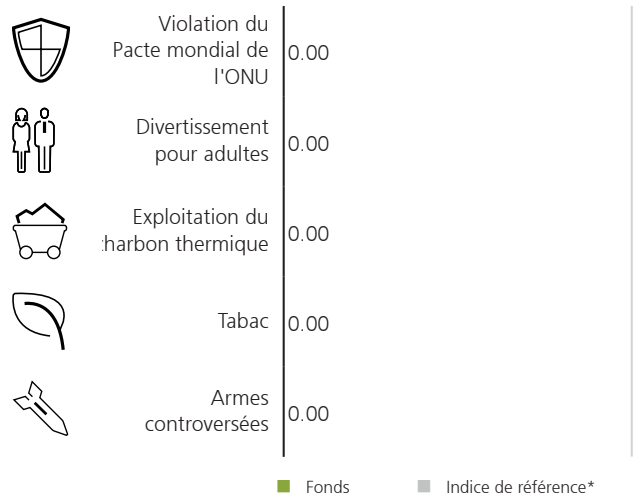 Violation du
Pacte mondial de
l'ONU
0.00
Divertissement
pour adultes
0.00
Exploitation du
charbon thermique
0.00
Tabac
0.00
Armes
controversées
0.00
Fonds
Indice de référence*